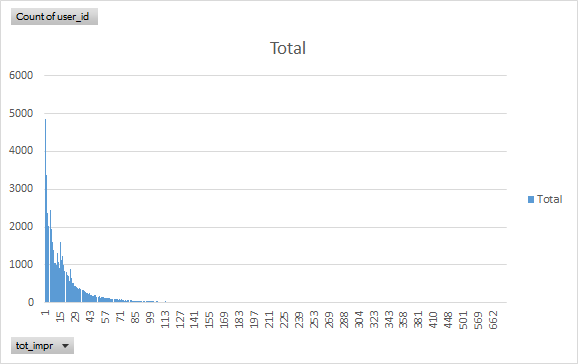 Count of user_id
Total
6000
5000
4000
3000
2000
1000
0
Total
1 15 29 43 57 71 85 99 113 127 141 155 169 183 197 211 225 239 253 269 288 304 323 343 358 381 410 448 501 569 662
tot_impr